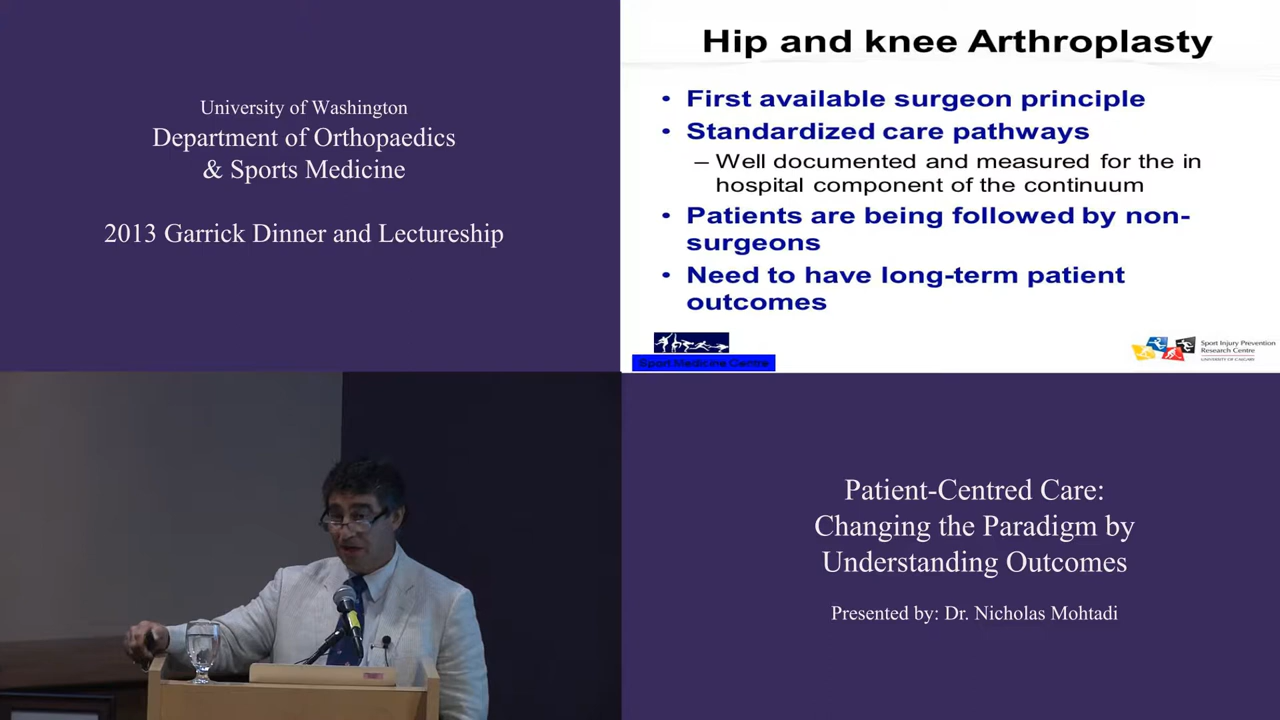 University of Washington
Department of Orthopaedics
& Sports Medicine
2013 Garrick Dinner and Lectureship
Hip and knee Arthroplasty
• First available surgeon principle
• Standardized care pathways
– Well documented and measured for the in
hospital component of the continuum
• Patients are being followed by non-
surgeons
• Need to have long-term patient
outcomes
Sport Medicine Centre
Sport Injury Prevention
Research Centre
UNIVERSITY OF CALGARY
Patient-Centred Care:
Changing the Paradigm by
Understanding Outcomes
Presented by: Dr. Nicholas Mohtadi